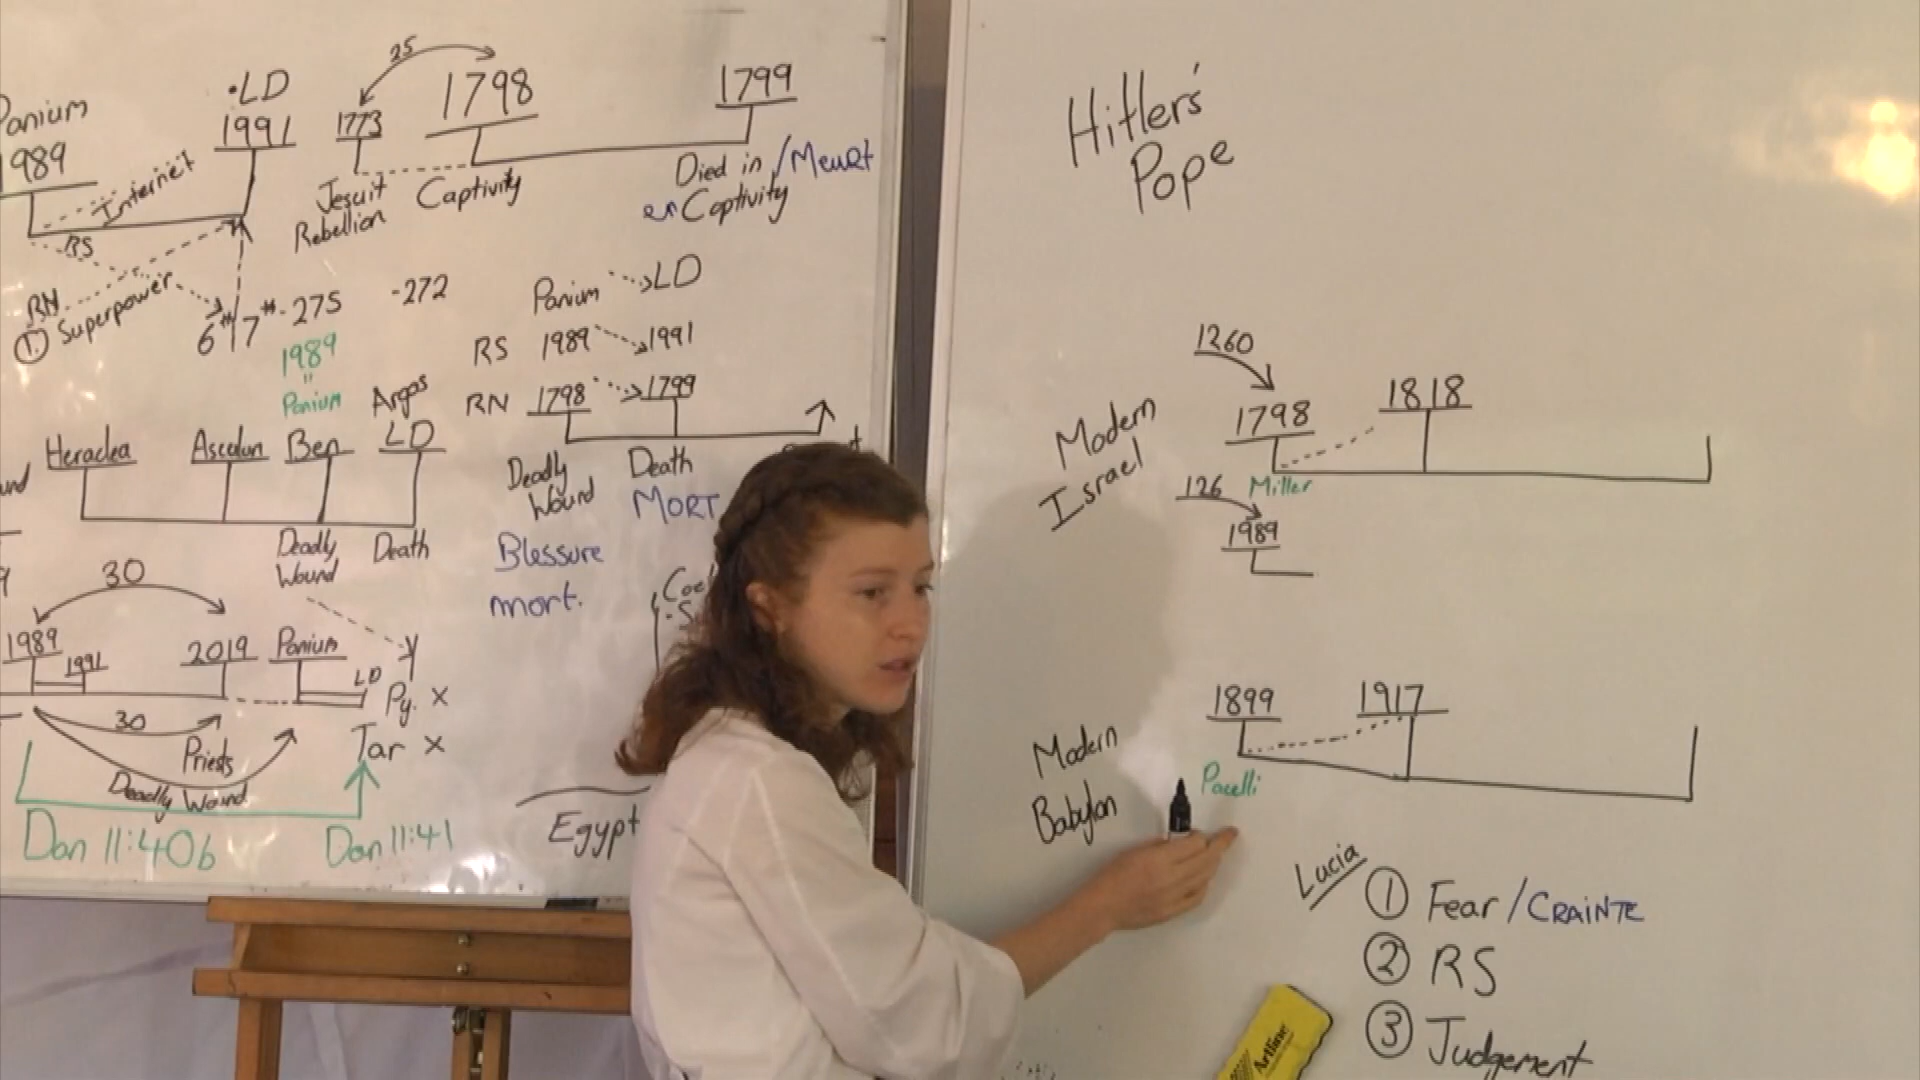 Panium
1989
Internet
RS
RN
① Superpower
6th/7th
·LD
1991
25
1773
1798
1799
Jesuit
Rebellion
Captivity
Died in / Meurt
en Captivity
-275
-272
1989
"
Panium
Argos
Heraclea
Ascalon
Ben
LD
Deadly
Wound
Death
Panium
LD
RS 1989 1991
RN 1798 1799
Deadly
Wound
Death
MORT
Blessure
mort.
30
1989
1991
2019
Panium
LD
Py. x
Tar x
30
Priests
Deadly Wound
Dan 11:40b
Dan 11:41
Egypt
Hitler's
Pope
Modern
Israel
1260
1798
1818
Miller
126
1989
Modern
Babylon
1899
1917
Pacelli
Lucia
① Fear / CRAINTE
② RS
③ Judgement
Artline